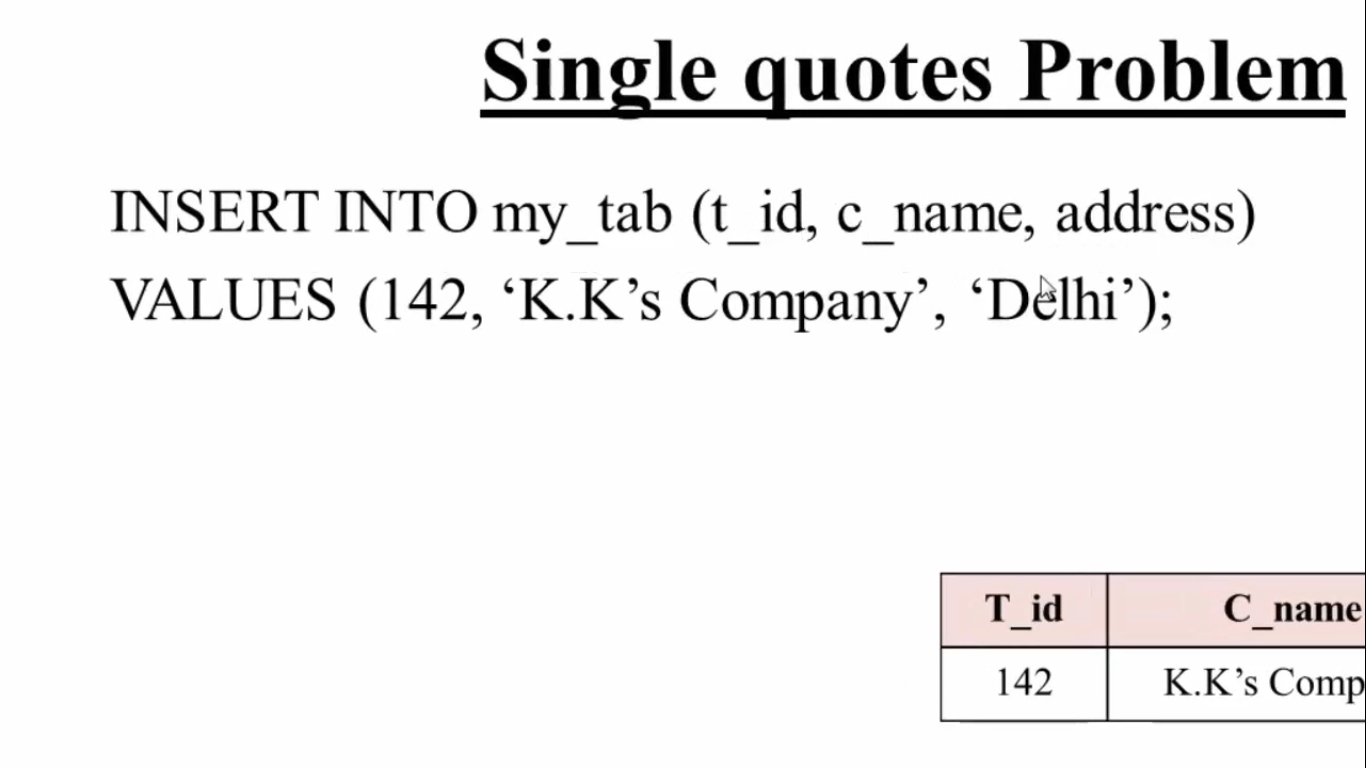 Single quotes Problem
INSERT INTO my_tab (t_id, c_name, address)
VALUES (142, ‘K.K’s Company’, ‘Delhi’);
T_id C_name
142 K.K’s Comp